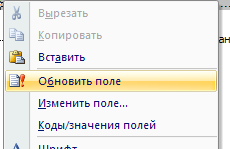 Вырезать
Копировать
Вставить
Обновить поле
Изменить поле...
Коды/значения полей
Шрифт